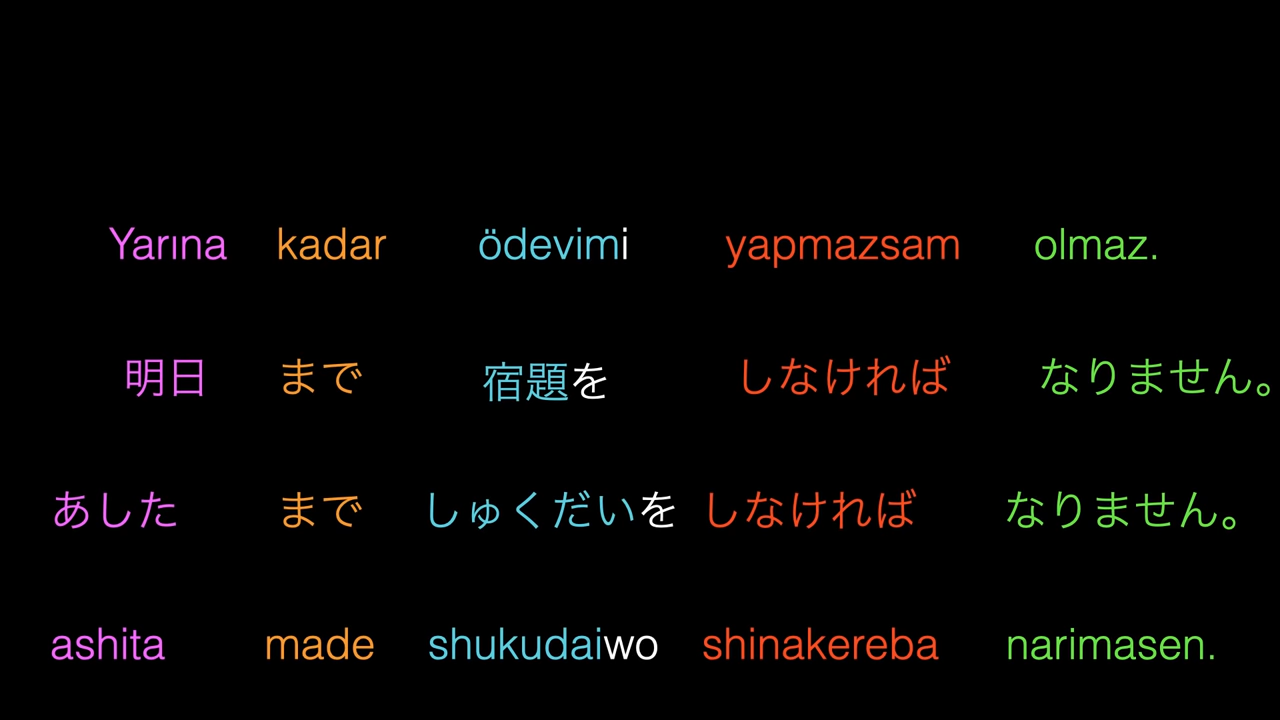 Yarına kadar ödevimi yapmazsam olmaz.
明日 まで 宿題を しなければ なりません。
あした まで しゅくだいを しなければ なりません。
ashita made shukudaiwo shinakereba narimasen.